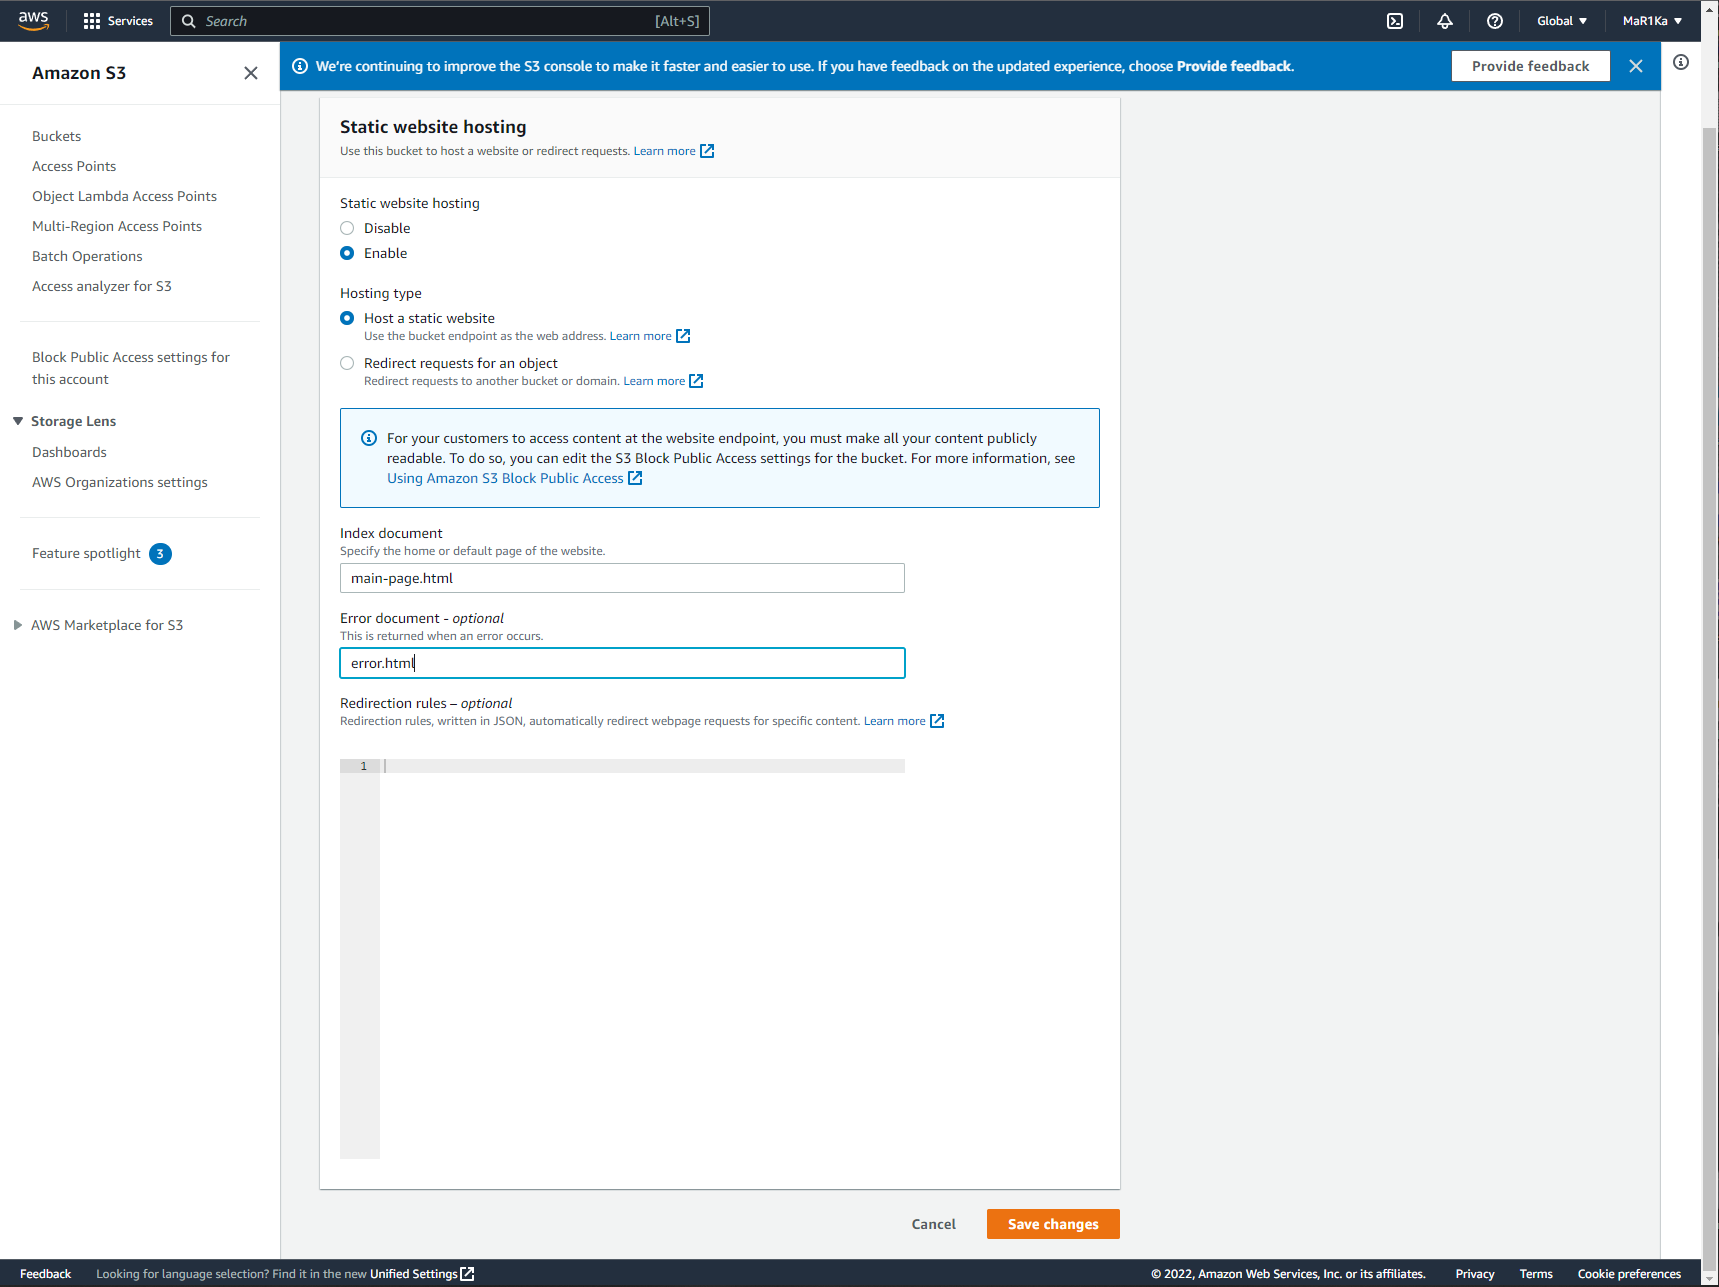 aws
Services
Search
[Alt+S]
Global
MaR1Ka
Amazon S3
We're continuing to improve the S3 console to make it faster and easier to use. If you have feedback on the updated experience, choose Provide feedback.
Provide feedback
Buckets
Access Points
Object Lambda Access Points
Multi-Region Access Points
Batch Operations
Access analyzer for S3
Block Public Access settings for
this account
Storage Lens
Dashboards
AWS Organizations settings
Feature spotlight 3
AWS Marketplace for S3
Static website hosting
Use this bucket to host a website or redirect requests. Learn more
Static website hosting
Disable
Enable
Hosting type
Host a static website
Use the bucket endpoint as the web address. Learn more
Redirect requests for an object
Redirect requests to another bucket or domain. Learn more
For your customers to access content at the website endpoint, you must make all your content publicly
readable. To do so, you can edit the S3 Block Public Access settings for the bucket. For more information, see
Using Amazon S3 Block Public Access
Index document
Specify the home or default page of the website.
main-page.html
Error document - optional
This is returned when an error occurs.
error.html
Redirection rules – optional
Redirection rules, written in JSON, automatically redirect webpage requests for specific content. Learn more
1
Cancel
Save changes
Feedback
Looking for language selection? Find it in the new Unified Settings
© 2022, Amazon Web Services, Inc. or its affiliates.
Privacy
Terms
Cookie preferences